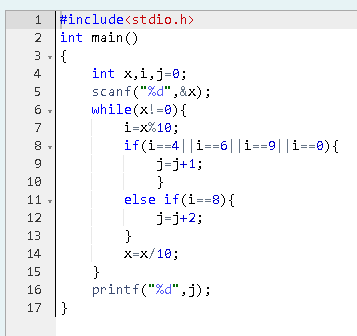 1 #include<stdio.h>
2 int main()
3 {
4 int x,i,j=0;
5 scanf("%d",&x);
6 while(x!=0){
7 i=x%10;
8 if(i==4||i==6||i==9||i==0){
9 j=j+1;
10 }
11 else if(i==8){
12 j=j+2;
13 }
14 x=x/10;
15 }
16 printf("%d",j);
17 }